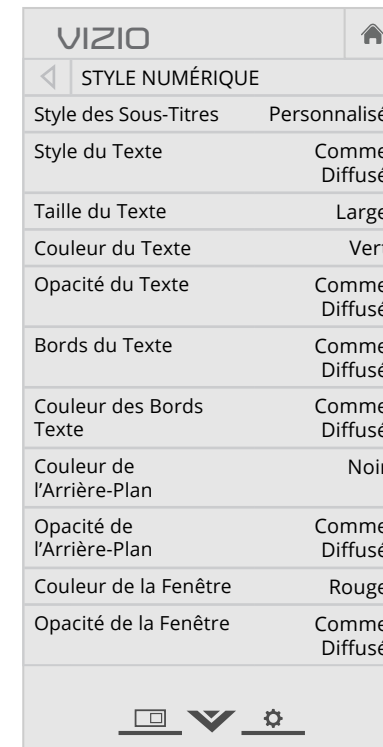 VIZIO
STYLE NUMÉRIQUE
Style des Sous-Titres Personnalisé
Style du Texte Comme
Diffusé
Taille du Texte Large
Couleur du Texte Vert
Opacité du Texte Comme
Diffusé
Bords du Texte Comme
Diffusé
Couleur des Bords Comme
Texte Diffusé
Couleur de Noir
l’Arrière-Plan
Opacité de Comme
l’Arrière-Plan Diffusé
Couleur de la Fenêtre Rouge
Opacité de la Fenêtre Comme
Diffusé